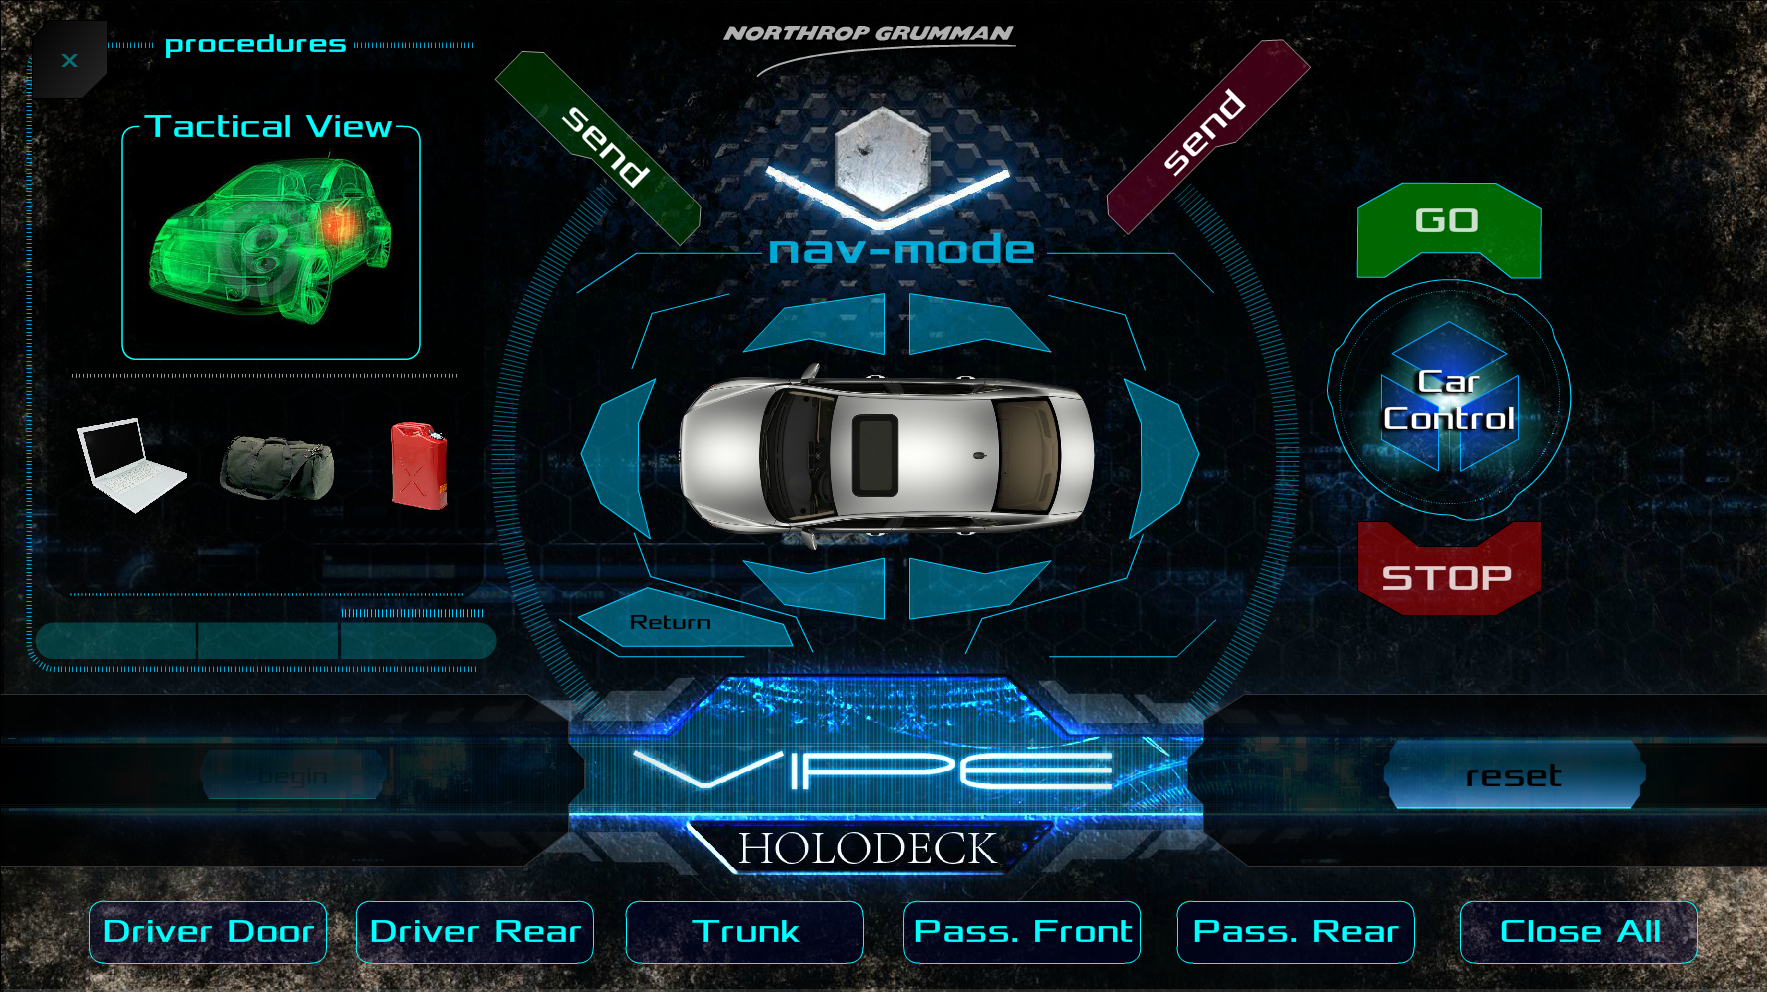 x
procedures
NORTHROP GRUMMAN
send
send
Tactical View
nav-mode
GO
Car
Control
STOP
Return
begin
VIPE
reset
HOLODECK
Driver Door
Driver Rear
Trunk
Pass. Front
Pass. Rear
Close All